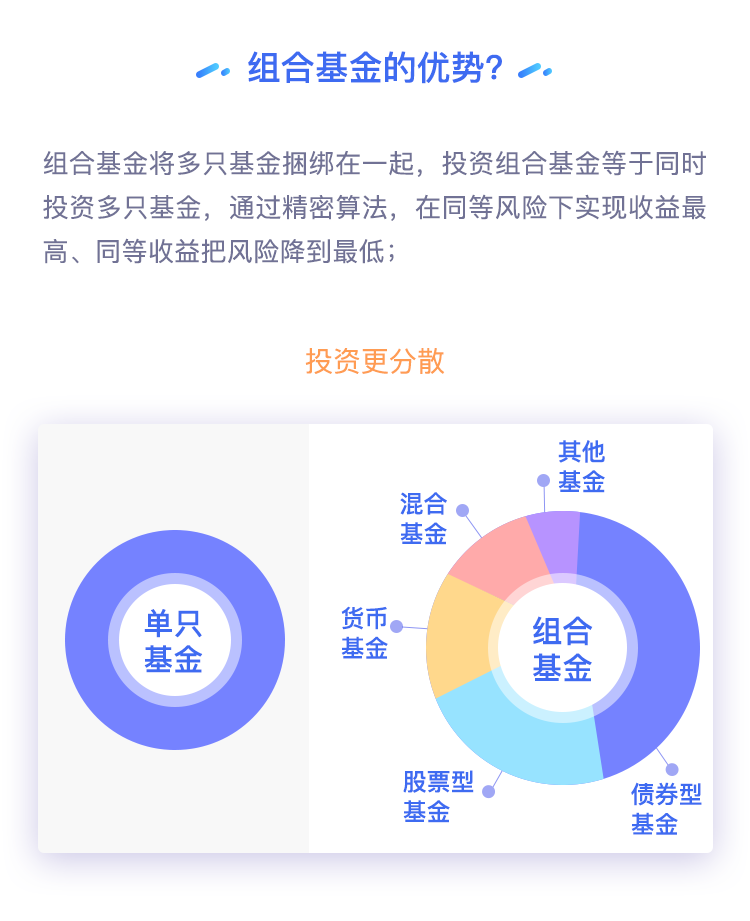 组合基金的优势?
组合基金将多只基金捆绑在一起，投资组合基金等于同时
投资多只基金，通过精密算法，在同等风险下实现收益最
高、同等收益把风险降到最低；
投资更分散
其他
基金
混合
基金
货币
基金
单只
基金
组合
基金
股票型
基金
债券型
基金